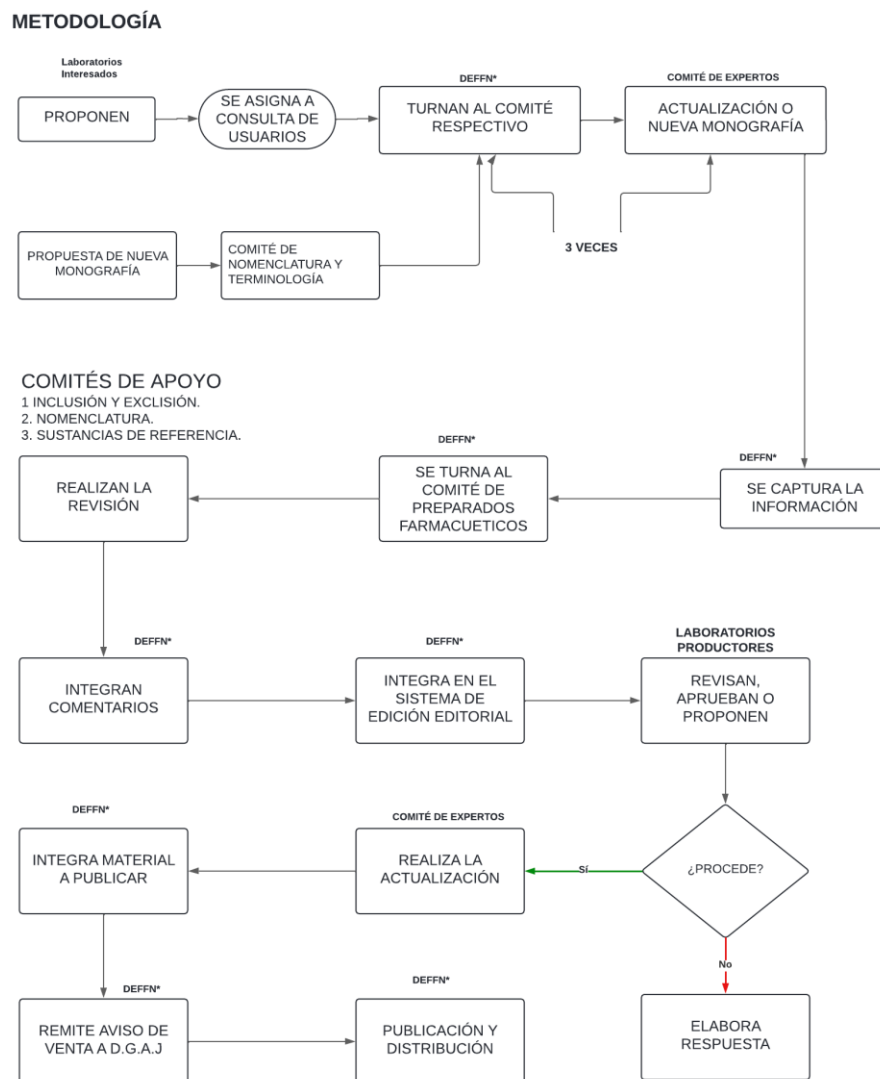 METODOLOGÍA
Laboratorios
Interesados
PROPONEN
SE ASIGNA A
CONSULTA DE
USUARIOS
DEFFN*
TURNAN AL COMITÉ
RESPECTIVO
COMITÉ DE EXPERTOS
ACTUALIZACIÓN O
NUEVA MONOGRAFÍA
3 VECES
PROPUESTA DE NUEVA
MONOGRAFÍA
COMITÉ DE
NOMENCLATURA Y
TERMINOLOGÍA
COMITÉS DE APOYO
1 INCLUSIÓN Y EXCLISIÓN.
2. NOMENCLATURA.
3. SUSTANCIAS DE REFERENCIA.
REALIZAN LA
REVISIÓN
DEFFN*
SE TURNA AL
COMITÉ DE
PREPARADOS
FARMACUETICOS
DEFFN*
SE CAPTURA LA
INFORMACIÓN
DEFFN*
INTEGRAN
COMENTARIOS
DEFFN*
INTEGRA EN EL
SISTEMA DE
EDICIÓN EDITORIAL
LABORATORIOS
PRODUCTORES
REVISAN,
APRUEBAN O
PROPONEN
DEFFN*
INTEGRA MATERIAL
A PUBLICAR
COMITÉ DE EXPERTOS
REALIZA LA
ACTUALIZACIÓN
Sí
¿PROCEDE?
No
DEFFN*
REMITE AVISO DE
VENTA A D.G.A.J
DEFFN*
PUBLICACIÓN Y
DISTRIBUCIÓN
ELABORA
RESPUESTA